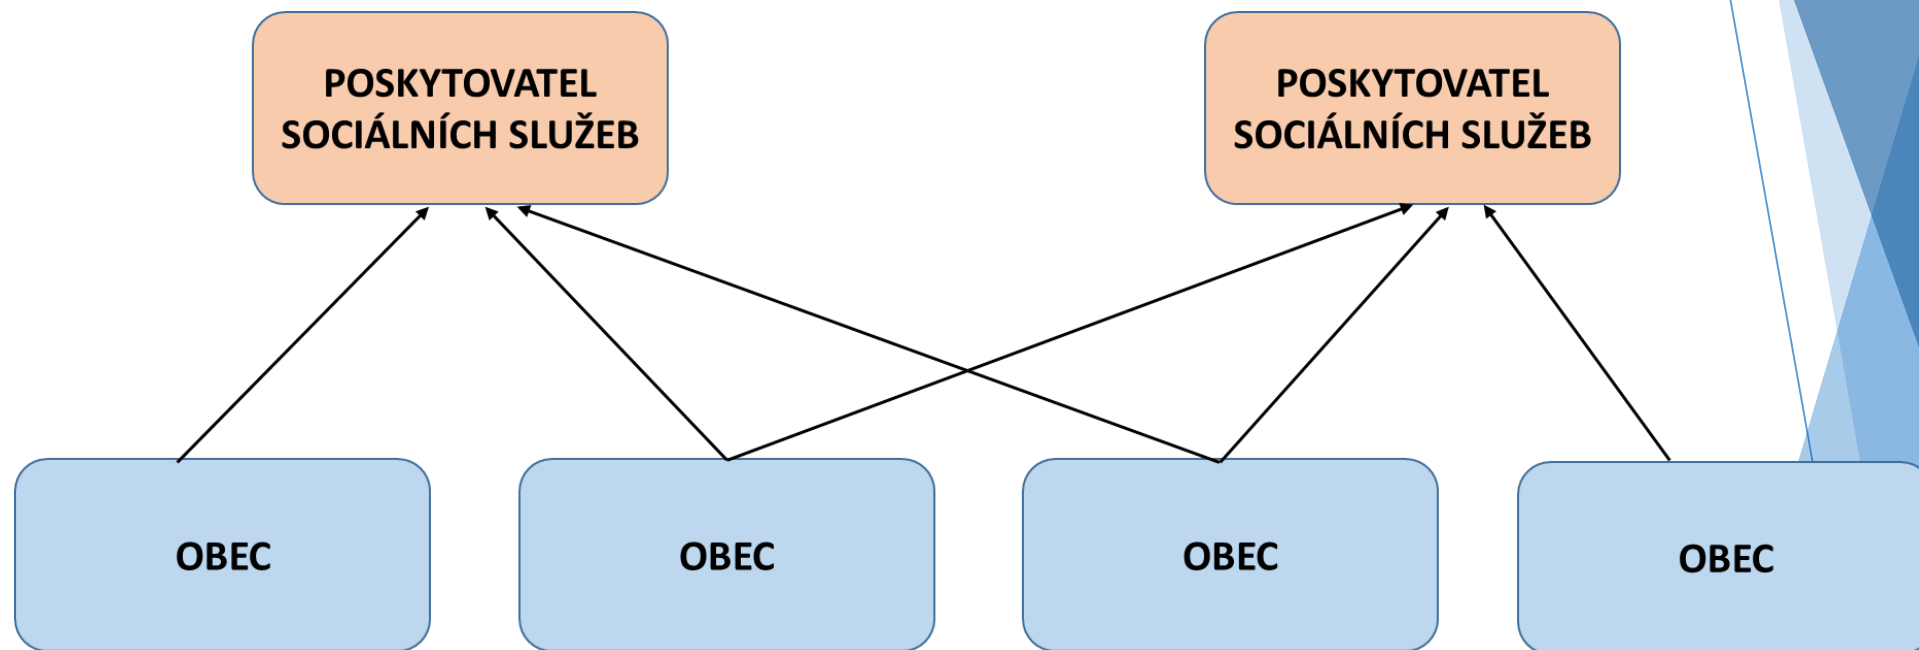 POSKYTOVATEL
SOCIÁLNÍCH SLUŽEB
POSKYTOVATEL
SOCIÁLNÍCH SLUŽEB
OBEC
OBEC
OBEC
OBEC